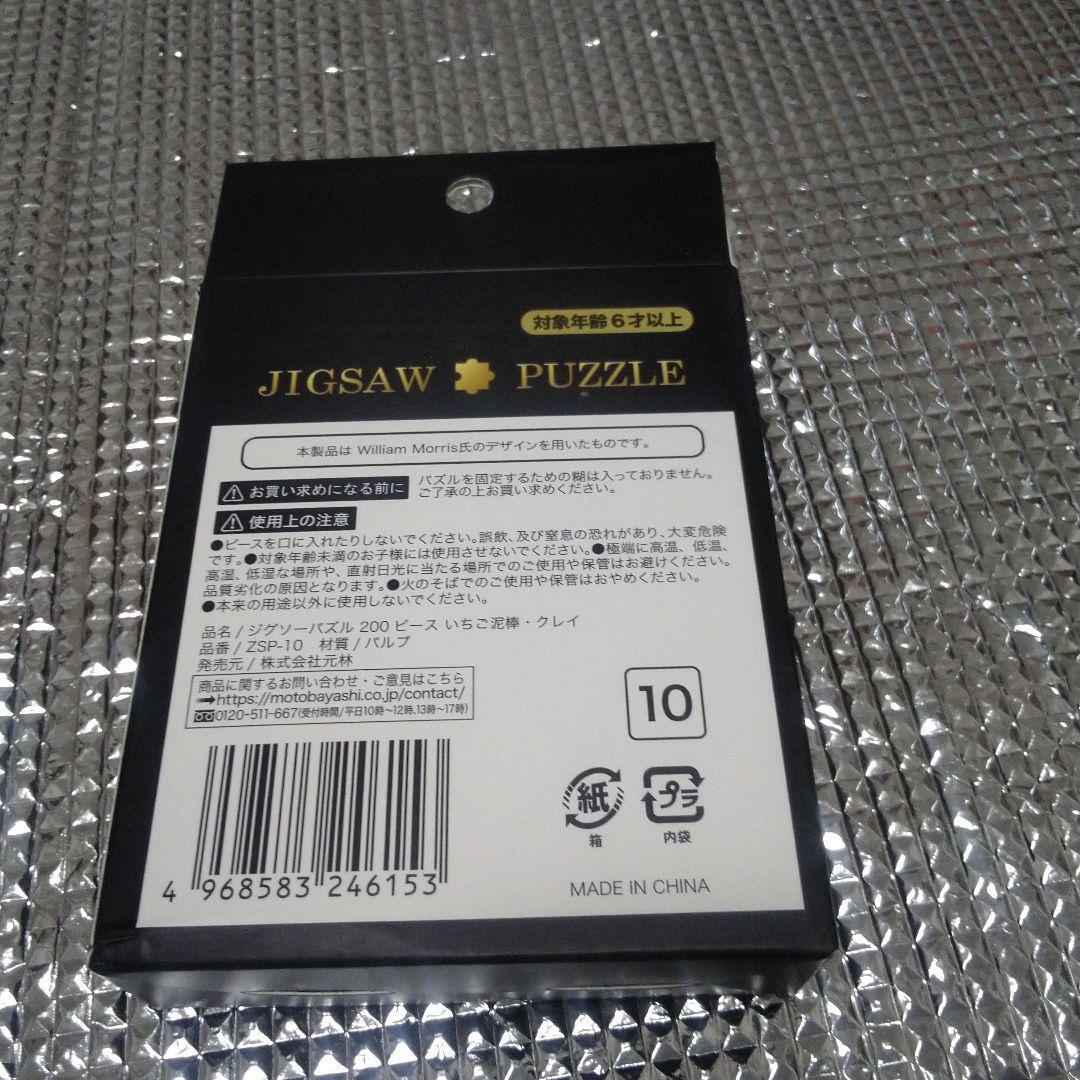 対象年齢6才以上
JIGSAW PUZZLE
本製品は William Morris氏のデザインを用いたものです。
お買い求めになる前に
パズルを固定するための糊は入っておりません。
ご了承の上お買い求めください。
使用上の注意
●ピースを口に入れたりしないでください。誤飲、及び窒息の恐れがあり、大変危険
です。●対象年齢未満のお子様には使用させないでください。●極端に高温、低温、
高湿、低湿な場所や、直射日光に当たる場所でのご使用や保管はお避けください。
品質劣化の原因となります。●火のそばでのご使用や保管はおやめください。
●本来の用途以外に使用しないでください。
品名/ジグソーパズル 200 ピース いちご泥棒・クレイ
品番/ZSP-10 材質/パルプ
発売元/株式会社元林
商品に関するお問い合わせ・ご意見はこちら
➡https://motobayashi.co.jp/contact/
0120-511-667(受付時間/平日10時〜12時、13時〜17時)
10
紙
箱
プラ
内袋
4 968583 246153
MADE IN CHINA